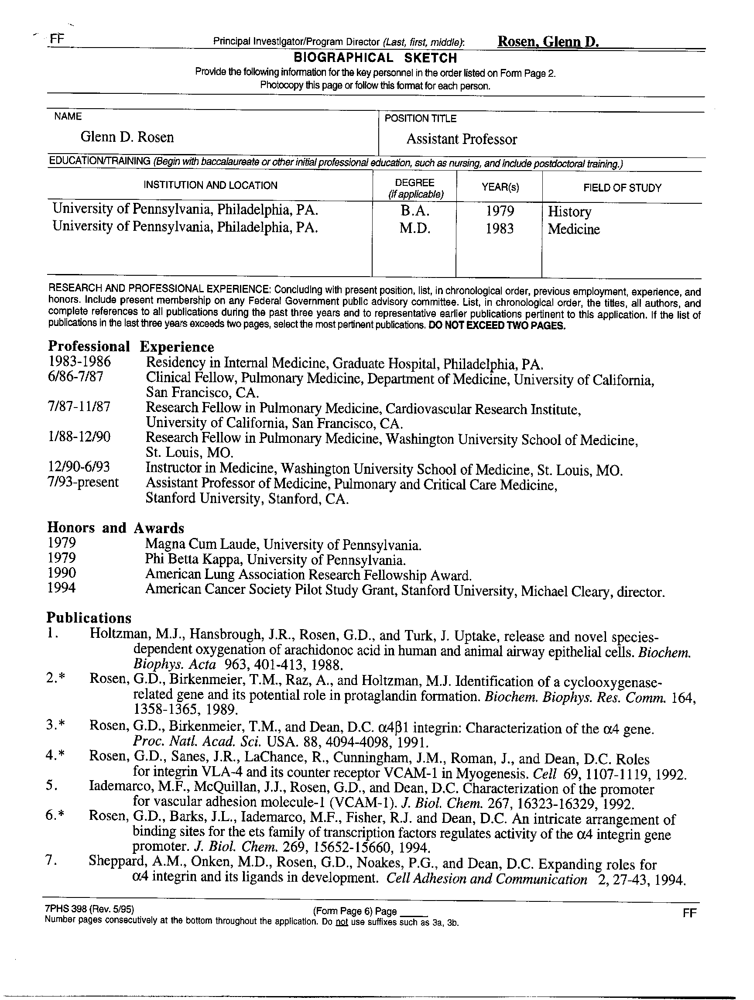 FF
Principal Investigator/Program Director (Last, first, middle): Rosen, Glenn D.
BIOGRAPHICAL SKETCH
Provide the following information for the key personnel in the order listed on Form Page 2.
Photocopy this page or follow this format for each person.
NAME
POSITION TITLE
Glenn D. Rosen
Assistant Professor
EDUCATION/TRAINING (Begin with baccalaureate or other initial professional education, such as nursing, and include postdoctoral training.)
INSTITUTION AND LOCATION
DEGREE
(if applicable)
YEAR(s)
FIELD OF STUDY
University of Pennsylvania, Philadelphia, PA. B.A. 1979 History
University of Pennsylvania, Philadelphia, PA. M.D. 1983 Medicine
RESEARCH AND PROFESSIONAL EXPERIENCE: Concluding with present position, list, in chronological order, previous employment, experience, and
honors. Include present membership on any Federal Government public advisory committee. List, in chronological order, the titles, all authors, and
complete references to all publications during the past three years and to representative earlier publications pertinent to this application. If the list of
publications in the last three years exceeds two pages, select the most pertinent publications. DO NOT EXCEED TWO PAGES.
Professional Experience
1983-1986 Residency in Internal Medicine, Graduate Hospital, Philadelphia, PA.
6/86-7/87 Clinical Fellow, Pulmonary Medicine, Department of Medicine, University of California,
San Francisco, CA.
7/87-11/87 Research Fellow in Pulmonary Medicine, Cardiovascular Research Institute,
University of California, San Francisco, CA.
1/88-12/90 Research Fellow in Pulmonary Medicine, Washington University School of Medicine,
St. Louis, MO.
12/90-6/93 Instructor in Medicine, Washington University School of Medicine, St. Louis, MO.
7/93-present Assistant Professor of Medicine, Pulmonary and Critical Care Medicine,
Stanford University, Stanford, CA.
Honors and Awards
1979 Magna Cum Laude, University of Pennsylvania.
1979 Phi Betta Kappa, University of Pennsylvania.
1990 American Lung Association Research Fellowship Award.
1994 American Cancer Society Pilot Study Grant, Stanford University, Michael Cleary, director.
Publications
1. Holtzman, M.J., Hansbrough, J.R., Rosen, G.D., and Turk, J. Uptake, release and novel species-
dependent oxygenation of arachidonoc acid in human and animal airway epithelial cells. Biochem.
Biophys. Acta 963, 401-413, 1988.
2.* Rosen, G.D., Birkenmeier, T.M., Raz, A., and Holtzman, M.J. Identification of a cyclooxygenase-
related gene and its potential role in protaglandin formation. Biochem. Biophys. Res. Comm. 164,
1358-1365, 1989.
3.* Rosen, G.D., Birkenmeier, T.M., and Dean, D.C. α4β1 integrin: Characterization of the α4 gene.
Proc. Natl. Acad. Sci. USA. 88, 4094-4098, 1991.
4.* Rosen, G.D., Sanes, J.R., LaChance, R., Cunningham, J.M., Roman, J., and Dean, D.C. Roles
for integrin VLA-4 and its counter receptor VCAM-1 in Myogenesis. Cell 69, 1107-1119, 1992.
5. Iademarco, M.F., McQuillan, J.J., Rosen, G.D., and Dean, D.C. Characterization of the promoter
for vascular adhesion molecule-1 (VCAM-1). J. Biol. Chem. 267, 16323-16329, 1992.
6.* Rosen, G.D., Barks, J.L., Iademarco, M.F., Fisher, R.J. and Dean, D.C. An intricate arrangement of
binding sites for the ets family of transcription factors regulates activity of the α4 integrin gene
promoter. J. Biol. Chem. 269, 15652-15660, 1994.
7. Sheppard, A.M., Onken, M.D., Rosen, G.D., Noakes, P.G., and Dean, D.C. Expanding roles for
α4 integrin and its ligands in development. Cell Adhesion and Communication 2, 27-43, 1994.
7PHS 398 (Rev. 5/95) (Form Page 6) Page ____ FF
Number pages consecutively at the bottom throughout the application. Do not use suffixes such as 3a, 3b.